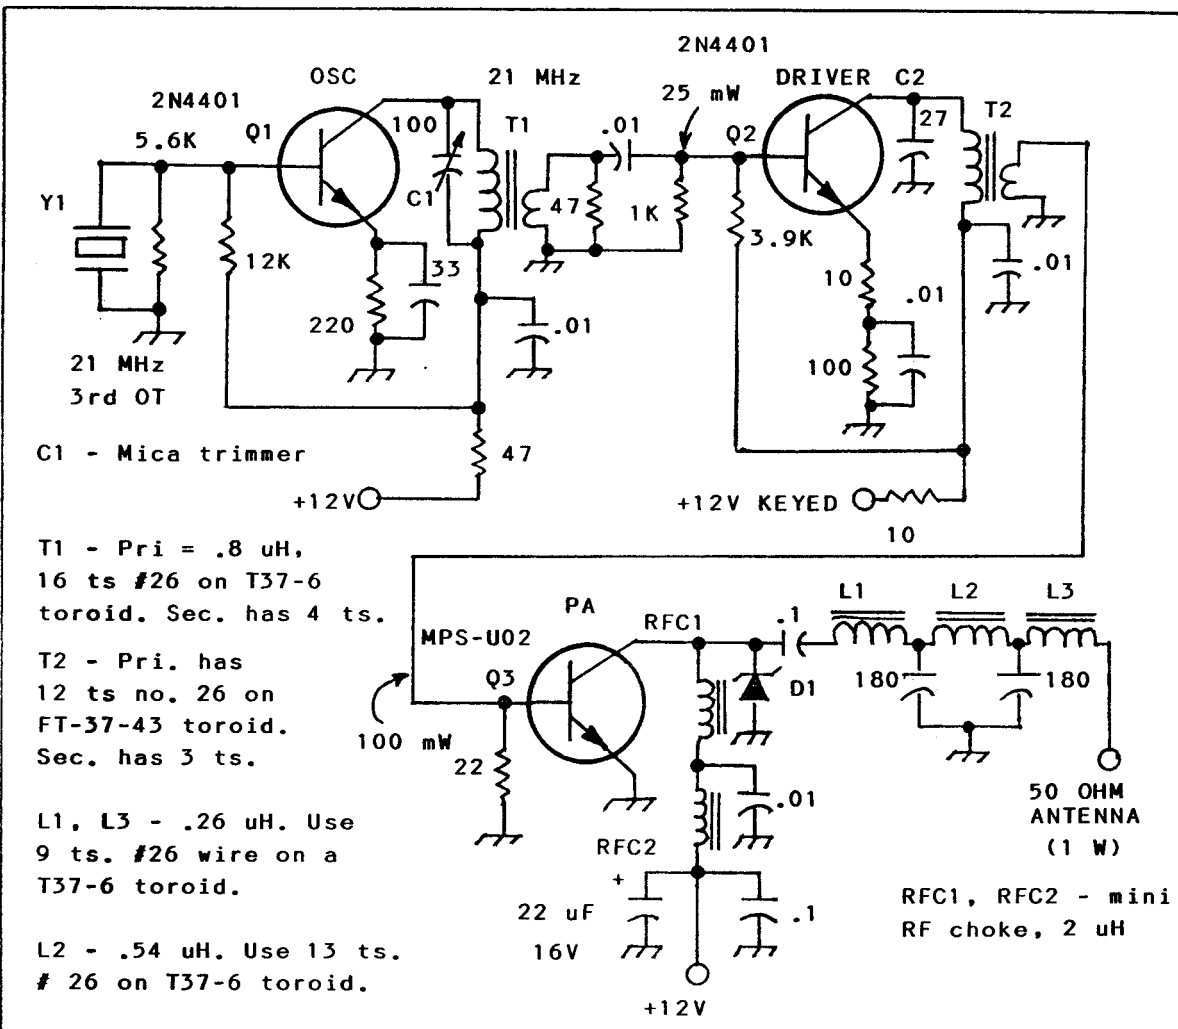 2N4401
OSC
21 MHz
DRIVER C2
2N4401
25 mW
5.6K
Q1
100
T1
.01
Q2
27
T2
Y1
C1
47
1K
3.9K
12K
33
10
.01
.01
220
.01
100
21 MHz
3rd OT
C1 - Mica trimmer
47
+12V
+12V KEYED
10
T1 - Pri = .8 uH,
16 ts #26 on T37-6
toroid. Sec. has 4 ts.
PA
RFC1
.1
L1
L2
L3
MPS-U02
T2 - Pri. has
12 ts no. 26 on
FT-37-43 toroid.
Sec. has 3 ts.
Q3
D1
180
180
100 mW
22
.01
50 OHM
ANTENNA
(1 W)
L1, L3 - .26 uH. Use
9 ts. #26 wire on a
T37-6 toroid.
RFC2
+
22 uF
16V
.1
RFC1, RFC2 - mini
RF choke, 2 uH
L2 - .54 uH. Use 13 ts.
# 26 on T37-6 toroid.
+12V